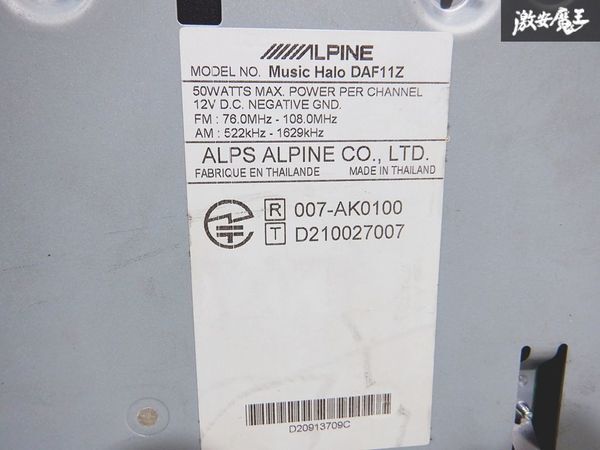 激安魔王
ALPINE
MODEL NO. Music Halo DAF11Z
50WATTS MAX. POWER PER CHANNEL
12V D.C. NEGATIVE GND.
FM : 76.0MHz - 108.0MHz
AM : 522kHz - 1629kHz
ALPS ALPINE CO., LTD.
FABRIQUE EN THAILANDE MADE IN THAILAND
R 007-AK0100
T D210027007
D20913709C